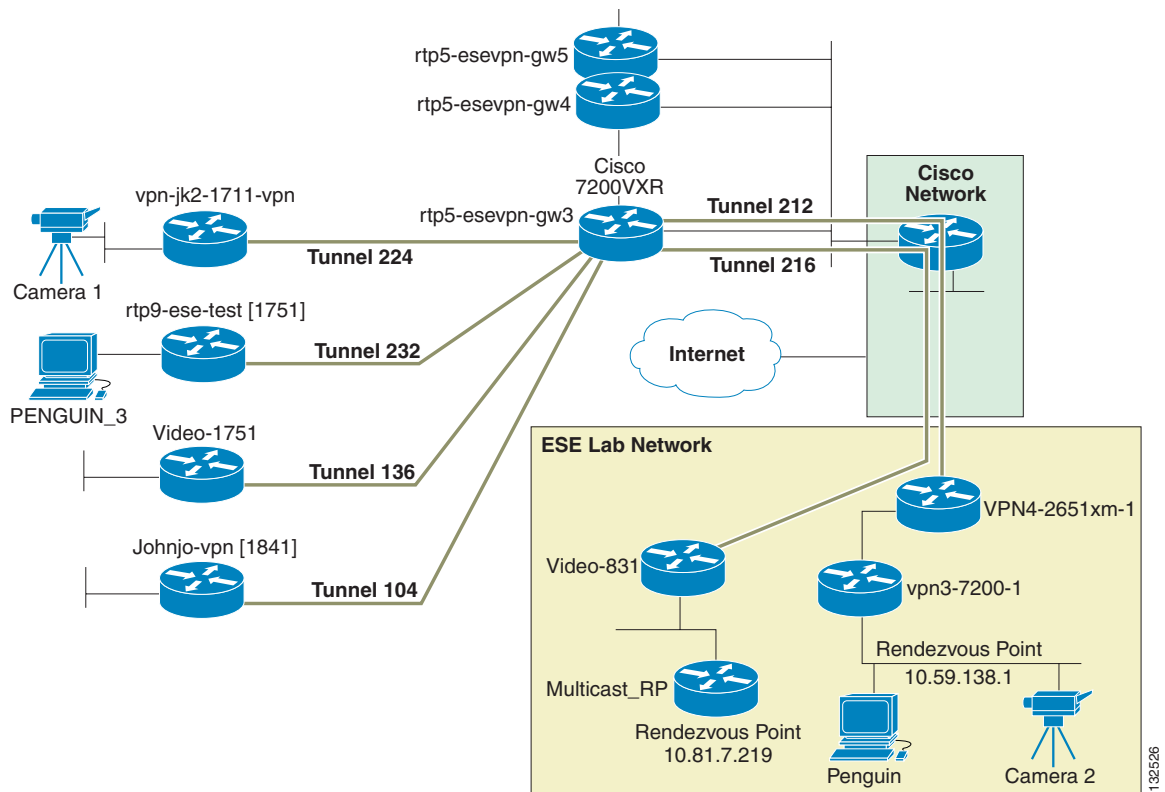 rtp5-esevpn-gw5
rtp5-esevpn-gw4
Cisco
7200VXR
rtp5-esevpn-gw3
vpn-jk2-1711-vpn
Camera 1
Tunnel 224
Tunnel 212
Tunnel 216
Cisco
Network
rtp9-ese-test [1751]
PENGUIN_3
Tunnel 232
Internet
Video-1751
Tunnel 136
Johnjo-vpn [1841]
Tunnel 104
ESE Lab Network
VPN4-2651xm-1
Video-831
vpn3-7200-1
Rendezvous Point
10.59.138.1
Multicast_RP
Rendezvous Point
10.81.7.219
Penguin
Camera 2
132526